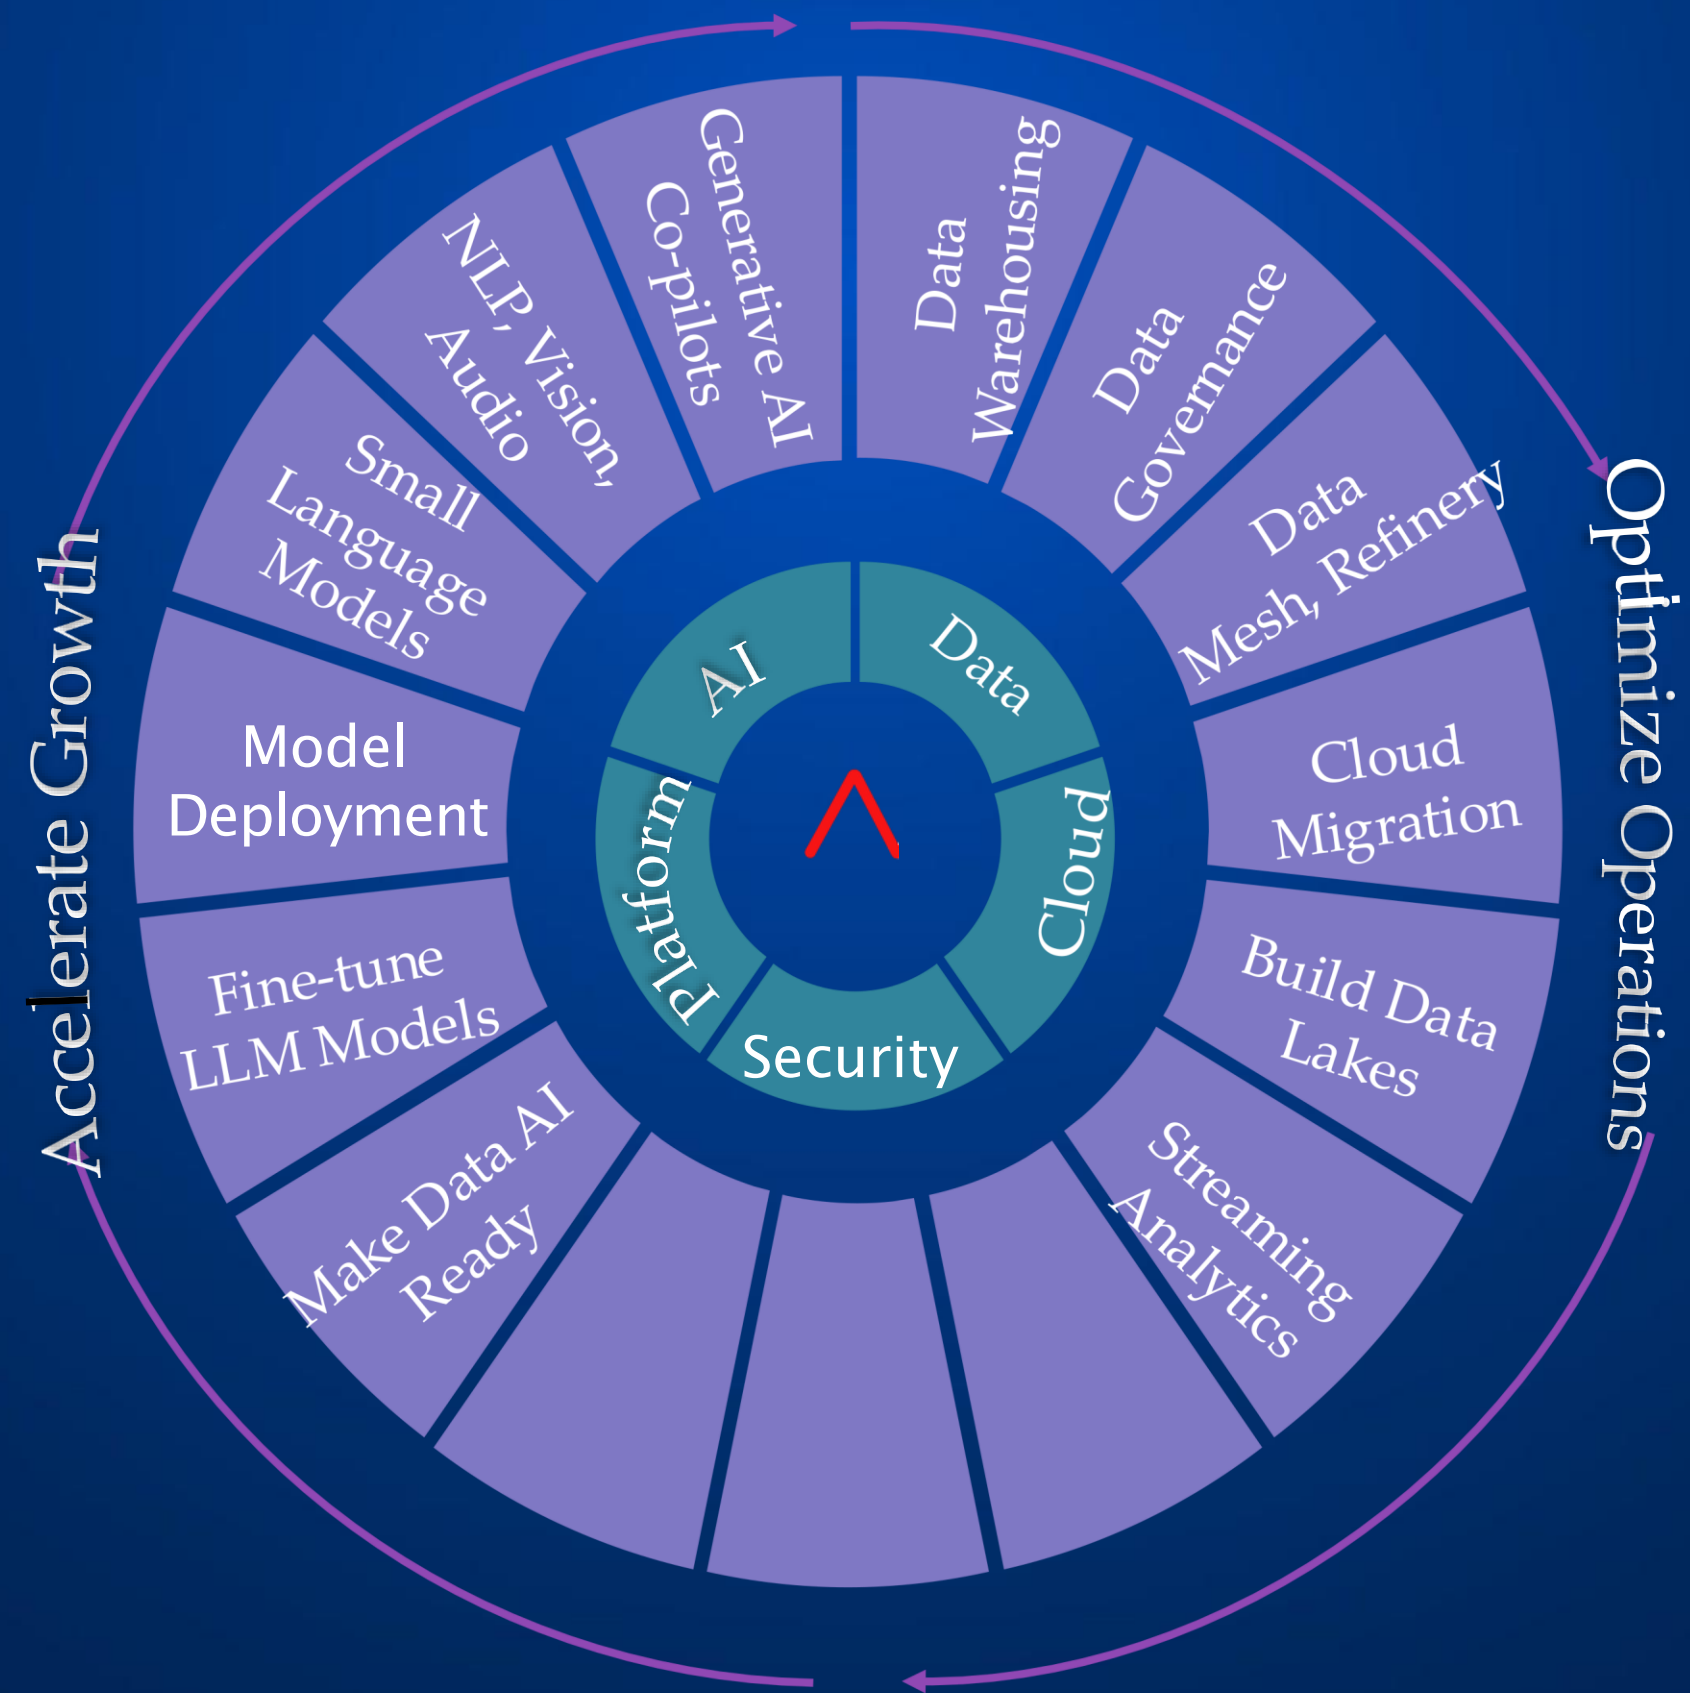 Generative AI
Co-pilots
Data
Warehousing
Data
Governance
Data
Mesh, Refinery
Cloud
Migration
Build Data
Lakes
Streaming
Analytics
Make Data AI
Ready
Fine-tune
LLM Models
Model
Deployment
Small
Language
Models
NLP, Vision,
Audio
AI
Data
Cloud
Security
Platform
Accelerate Growth
Optimize Operations